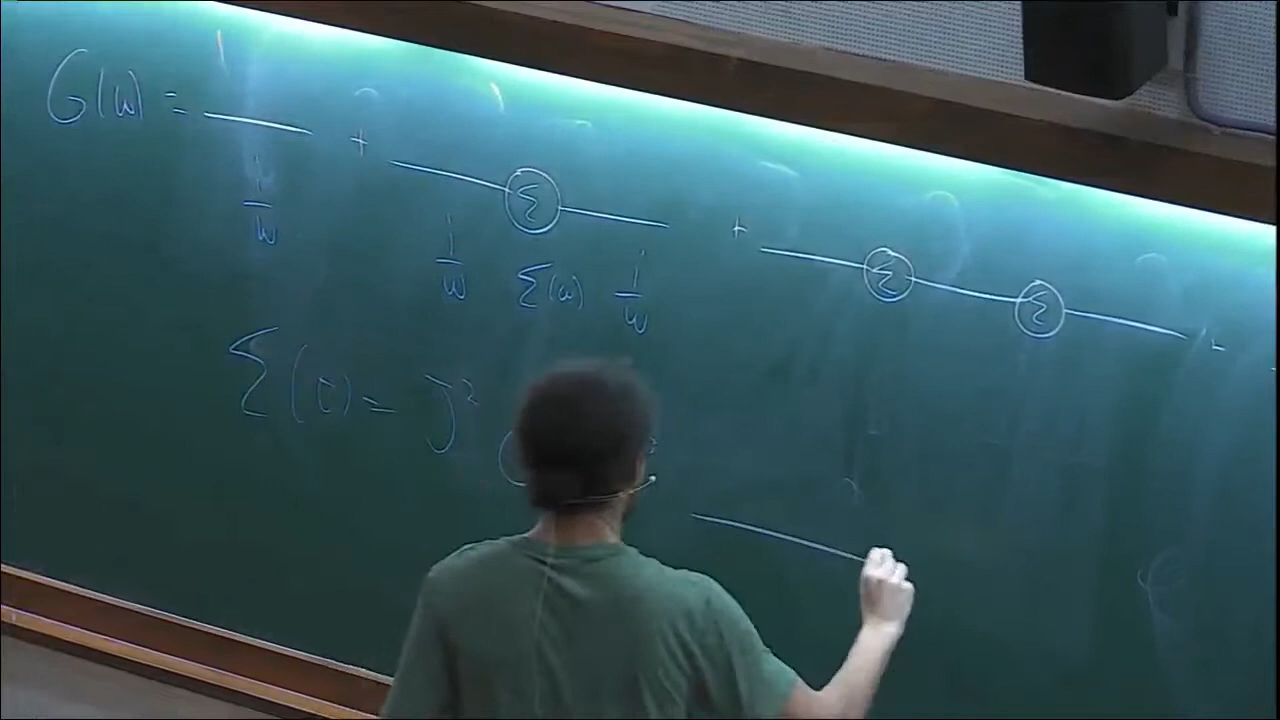 G(ω) = + Σ + Σ Σ +
i/ω i/ω Σ(ω) i/ω
Σ(τ) = J²